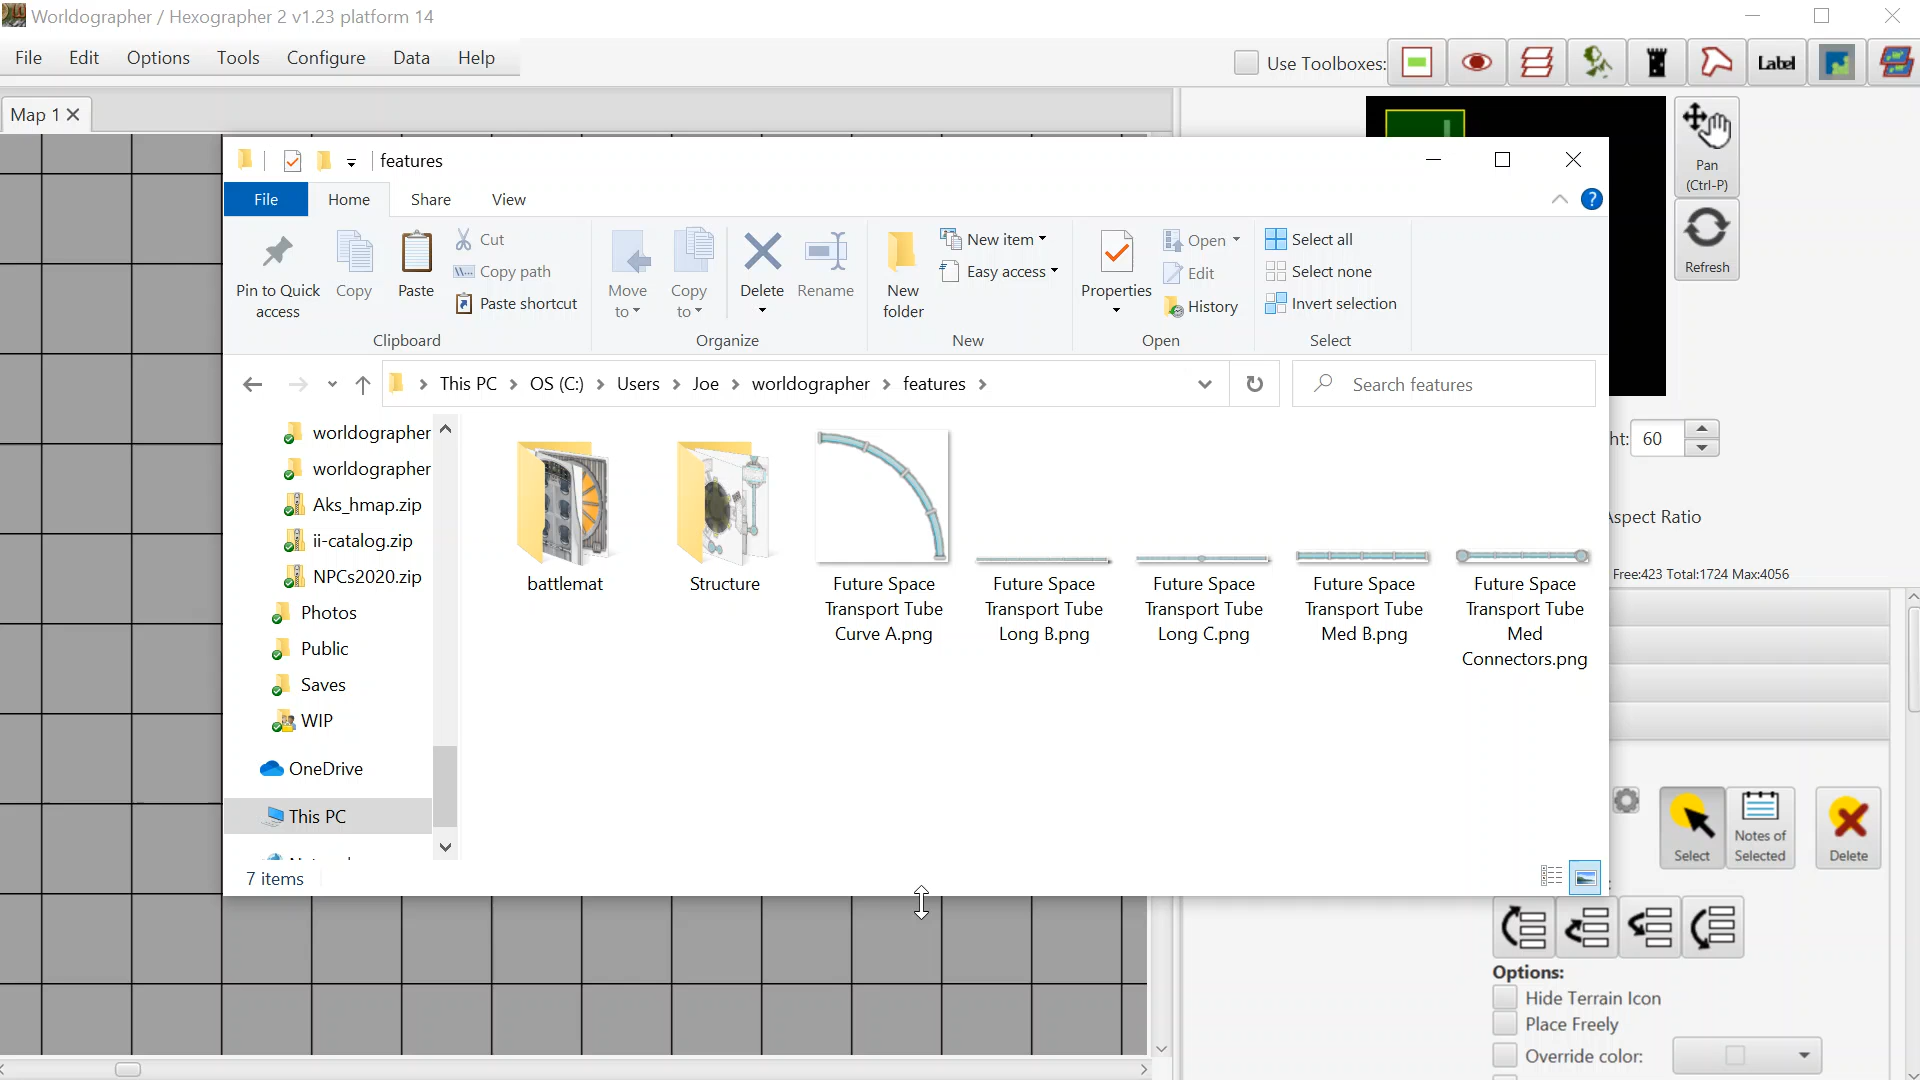 Worldographer / Hexographer 2 v1.23 platform 14
File Edit Options Tools Configure Data Help
Use Toolboxes:
Label
Map 1
Pan
(Ctrl-P)
Refresh
features
File Home Share View
Pin to Quick
access
Copy
Paste
Cut
Copy path
Paste shortcut
Clipboard
Move
to
Copy
to
Delete
Rename
Organize
New
folder
New item
Easy access
New
Properties
Open
Edit
History
Open
Select all
Select none
Invert selection
Select
This PC > OS (C:) > Users > Joe > worldographer > features >
Search features
ht: 60
Aspect Ratio
Free:423 Total:1724 Max:4056
worldographer
worldographer
Aks_hmap.zip
ii-catalog.zip
NPCs2020.zip
Photos
Public
Saves
WIP
OneDrive
This PC
battlemat
Structure
Future Space
Transport Tube
Curve A.png
Future Space
Transport Tube
Long B.png
Future Space
Transport Tube
Long C.png
Future Space
Transport Tube
Med B.png
Future Space
Transport Tube
Med
Connectors.png
7 items
Select
Notes of
Selected
Delete
Options:
Hide Terrain Icon
Place Freely
Override color: